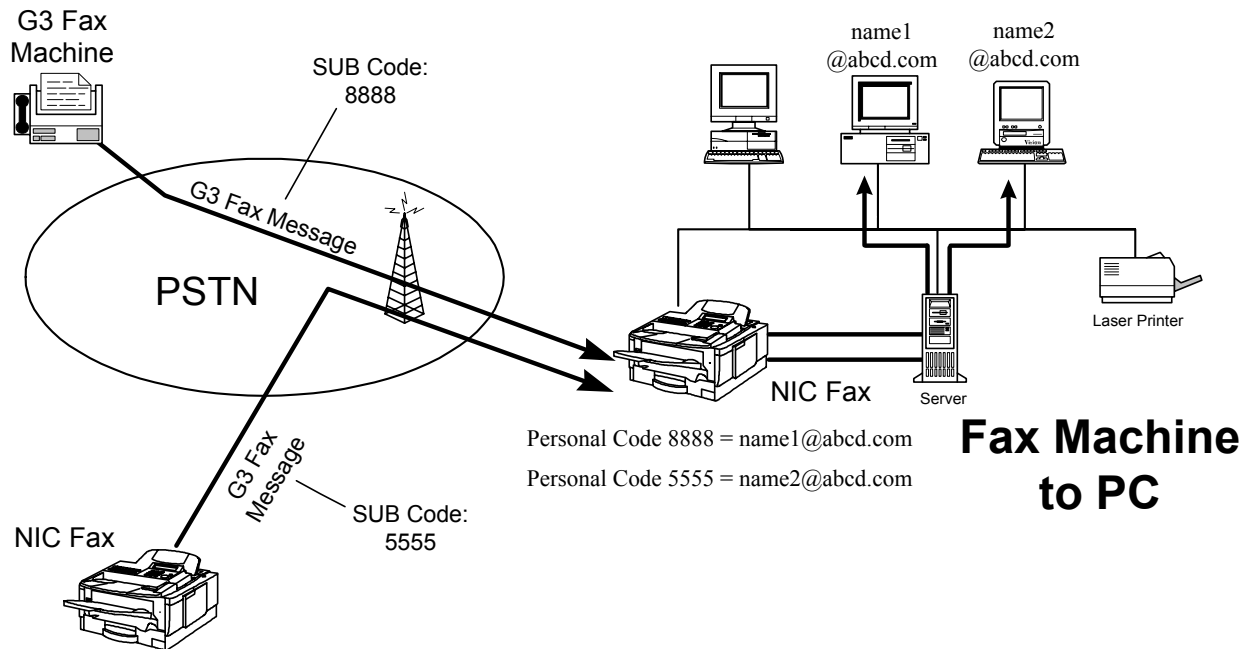 G3 Fax
Machine
SUB Code:
8888
name1
@abcd.com
name2
@abcd.com
Vision
G3 Fax Message
PSTN
Laser Printer
NIC Fax
Server
Personal Code 8888 = name1@abcd.com
Personal Code 5555 = name2@abcd.com
Fax Machine
to PC
G3 Fax
Message
SUB Code:
5555
NIC Fax